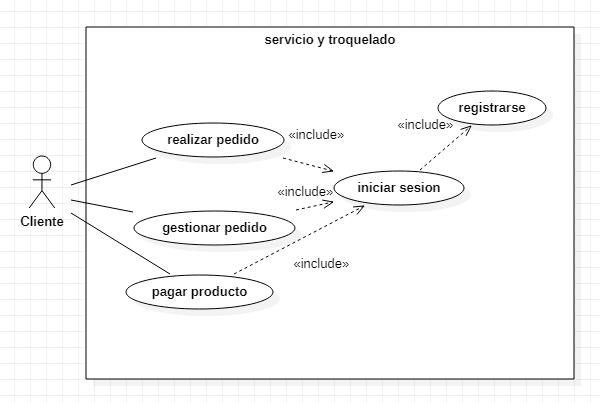 servicio y troquelado
registrarse
«include»
realizar pedido
«include»
iniciar sesion
«include»
Cliente
gestionar pedido
«include»
pagar producto